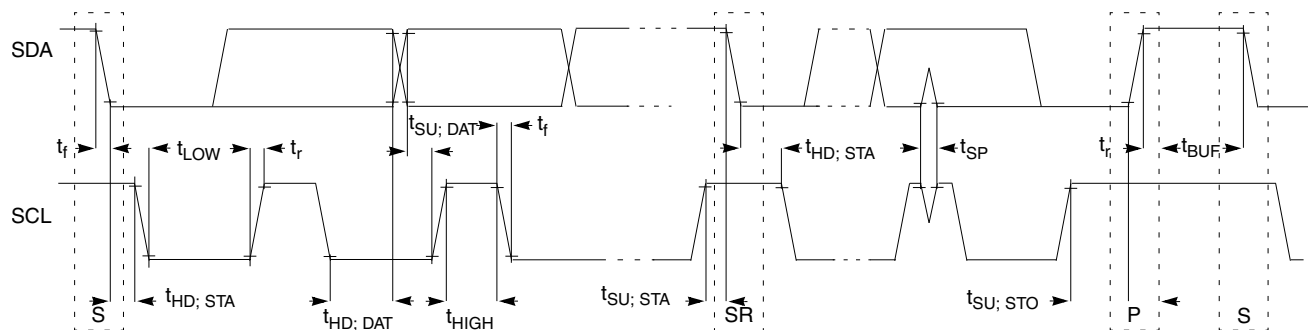 SDA
t_SU; DAT
t_f
t_f
t_LOW
t_r
t_HD; STA
t_SP
t_r
t_BUF
SCL
t_HD; STA
t_HD; DAT
t_HIGH
t_SU; STA
t_SU; STO
S
SR
P
S